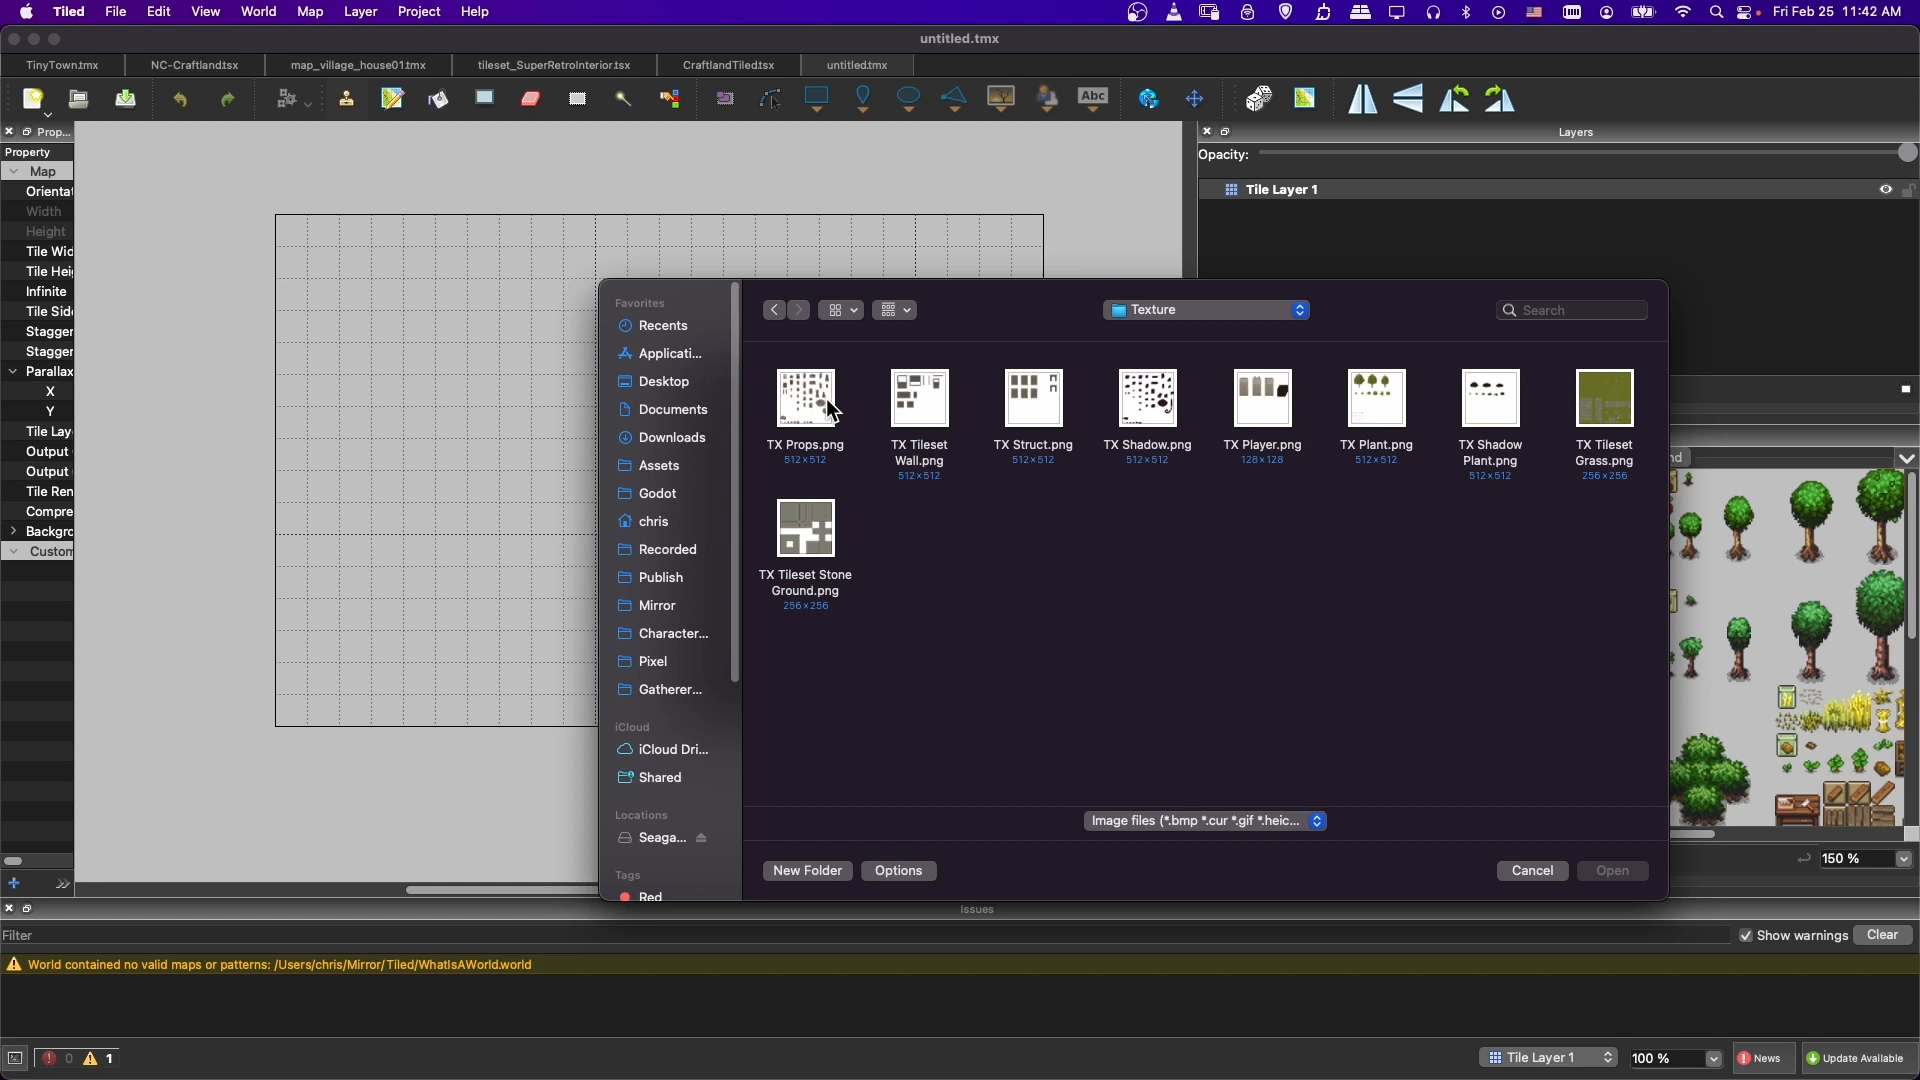 Tiled File Edit View World Map Layer Project Help Fri Feb 25 11:42 AM
untitled.tmx
TinyTown.tmx NC-Craftland.tsx map_village_house01.tmx tileset_SuperRetroInterior.tsx CraftlandTiled.tsx untitled.tmx
Abc
Prop...
Property
Map
Orientat
Width
Height
Tile Wid
Tile Hei
Infinite
Tile Side
Stagger
Stagger
Parallax
X
Y
Tile Lay
Output
Output
Tile Ren
Compre
Backgro
Custom
Layers
Opacity:
Tile Layer 1
Favorites
Recents
Applicati...
Desktop
Documents
Downloads
Assets
Godot
chris
Recorded
Publish
Mirror
Character...
Pixel
Gatherer...
iCloud
iCloud Dri...
Shared
Locations
Seaga...
Tags
Red
Texture
Search
TX Props.png
512×512
TX Tileset
Wall.png
512×512
TX Struct.png
512×512
TX Shadow.png
512×512
TX Player.png
128×128
TX Plant.png
512×512
TX Shadow
Plant.png
512×512
TX Tileset
Grass.png
256×256
TX Tileset Stone
Ground.png
256×256
Image files (*.bmp *.cur *.gif *.heic...
New Folder Options Cancel Open
nd
150 %
Issues
Filter
Show warnings Clear
World contained no valid maps or patterns: /Users/chris/Mirror/Tiled/WhatIsAWorld.world
0 1 Tile Layer 1 100 % News Update Available